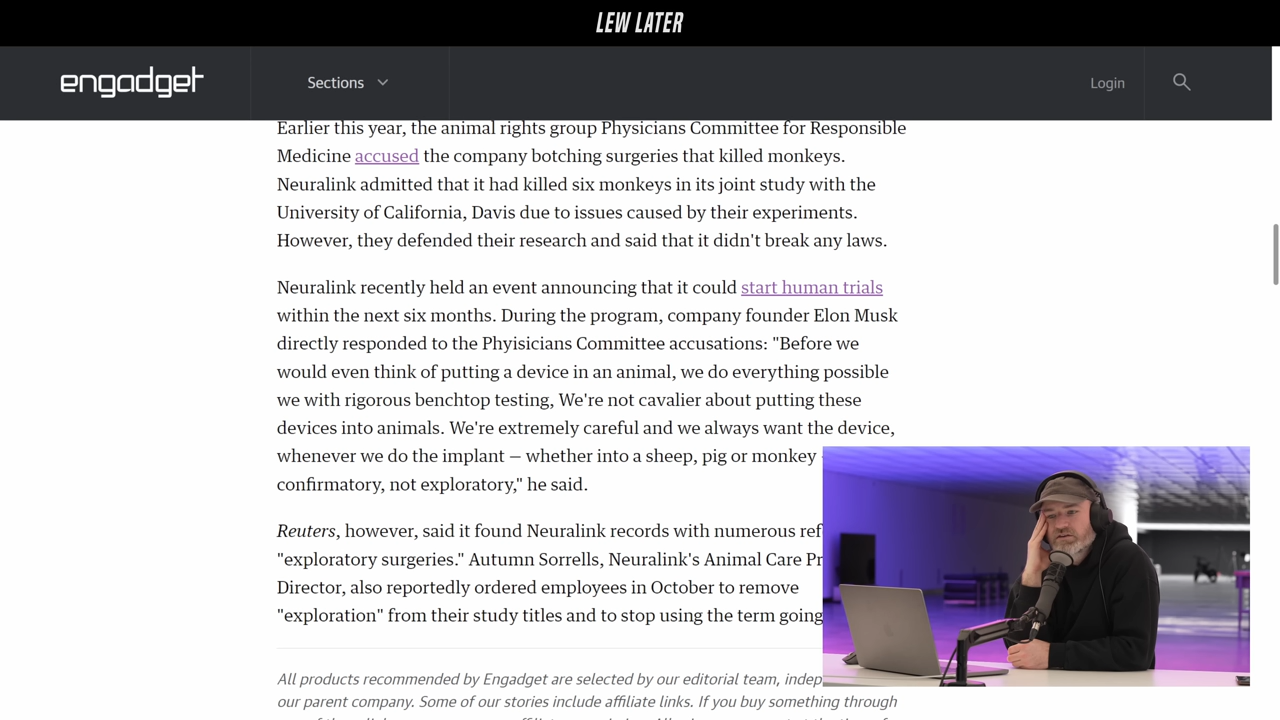 LEW LATER
engadget
Sections
Login
Earlier this year, the animal rights group Physicians Committee for Responsible
Medicine accused the company botching surgeries that killed monkeys.
Neuralink admitted that it had killed six monkeys in its joint study with the
University of California, Davis due to issues caused by their experiments.
However, they defended their research and said that it didn't break any laws.
Neuralink recently held an event announcing that it could start human trials
within the next six months. During the program, company founder Elon Musk
directly responded to the Phyisicians Committee accusations: "Before we
would even think of putting a device in an animal, we do everything possible
we with rigorous benchtop testing, We're not cavalier about putting these
devices into animals. We're extremely careful and we always want the device,
whenever we do the implant — whether into a sheep, pig or monkey
confirmatory, not exploratory," he said.
Reuters, however, said it found Neuralink records with numerous
"exploratory surgeries." Autumn Sorrells, Neuralink's Animal Care
Director, also reportedly ordered employees in October to remove
"exploration" from their study titles and to stop using the term going
All products recommended by Engadget are selected by our editorial team,
our parent company. Some of our stories include affiliate links. If you buy something through